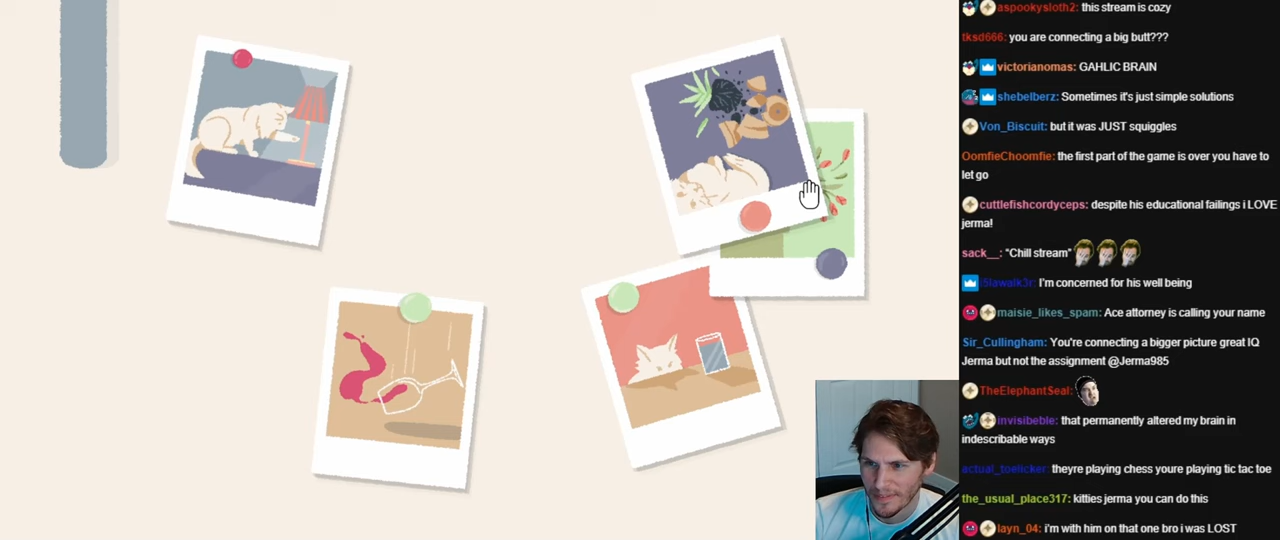 aspookysloth2: this stream is cozy
tksd666: you are connecting a big butt???
victorianomas: GAHLIC BRAIN
shebelberz: Sometimes it's just simple solutions
Von_Biscuit: but it was JUST squiggles
OomfieChoomfie: the first part of the game is over you have to
let go
cuttlefishcordyceps: despite his educational failings i LOVE
jerma!
sack__: "Chill stream"
I'm concerned for his well being
maisie_likes_spam: Ace attorney is calling your name
Sir_Cullingham: You're connecting a bigger picture great IQ
Jerma but not the assignment @Jerma985
TheElephantSeal:
invisibeble: that permanently altered my brain in
indescribable ways
actual_toelicker: theyre playing chess youre playing tic tac toe
the_usual_place317: kitties jerma you can do this
layn_04: i'm with him on that one bro i was LOST